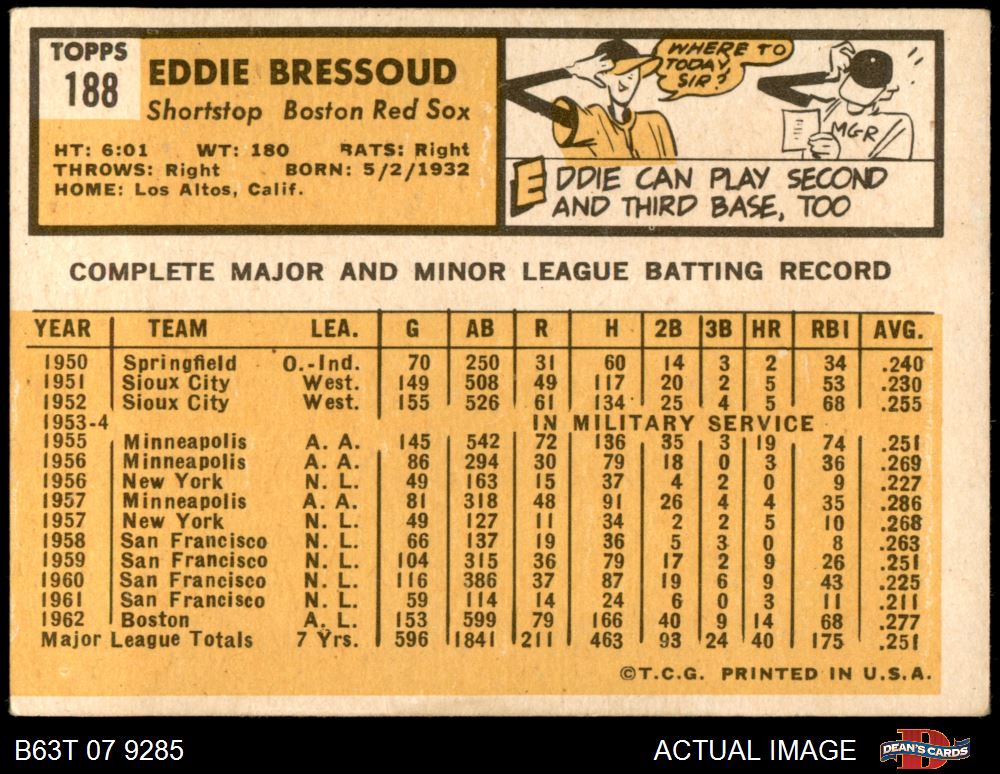 TOPPS
188
EDDIE BRESSOUD
Shortstop Boston Red Sox
HT: 6:01 WT: 180 BATS: Right
THROWS: Right BORN: 5/2/1932
HOME: Los Altos, Calif.
WHERE TO
TODAY,
SIR?
MGR
EDDIE CAN PLAY SECOND
AND THIRD BASE, TOO
COMPLETE MAJOR AND MINOR LEAGUE BATTING RECORD
YEAR TEAM LEA. G AB R H 2B 3B HR RBI AVG.
1950 Springfield O.-Ind. 70 250 31 60 14 3 2 34 .240
1951 Sioux City West. 149 508 49 117 20 2 5 53 .230
1952 Sioux City West. 155 526 61 134 25 4 5 68 .255
1953-4 IN MILITARY SERVICE
1955 Minneapolis A. A. 145 542 72 136 35 3 19 74 .251
1956 Minneapolis A. A. 86 294 30 79 18 0 3 36 .269
1956 New York N. L. 49 163 15 37 4 2 0 9 .227
1957 Minneapolis A. A. 81 318 48 91 26 4 4 35 .286
1957 New York N. L. 49 127 11 34 2 2 5 10 .268
1958 San Francisco N. L. 66 137 19 36 5 3 0 8 .263
1959 San Francisco N. L. 104 315 36 79 17 2 9 26 .251
1960 San Francisco N. L. 116 386 37 87 19 6 9 43 .225
1961 San Francisco N. L. 59 114 14 24 6 0 3 11 .211
1962 Boston A. L. 153 599 79 166 40 9 14 68 .277
Major League Totals 7 Yrs. 596 1841 211 463 93 24 40 175 .251
©T.C.G. PRINTED IN U.S.A.
B63T 07 9285 ACTUAL IMAGE DEAN'S CARDS